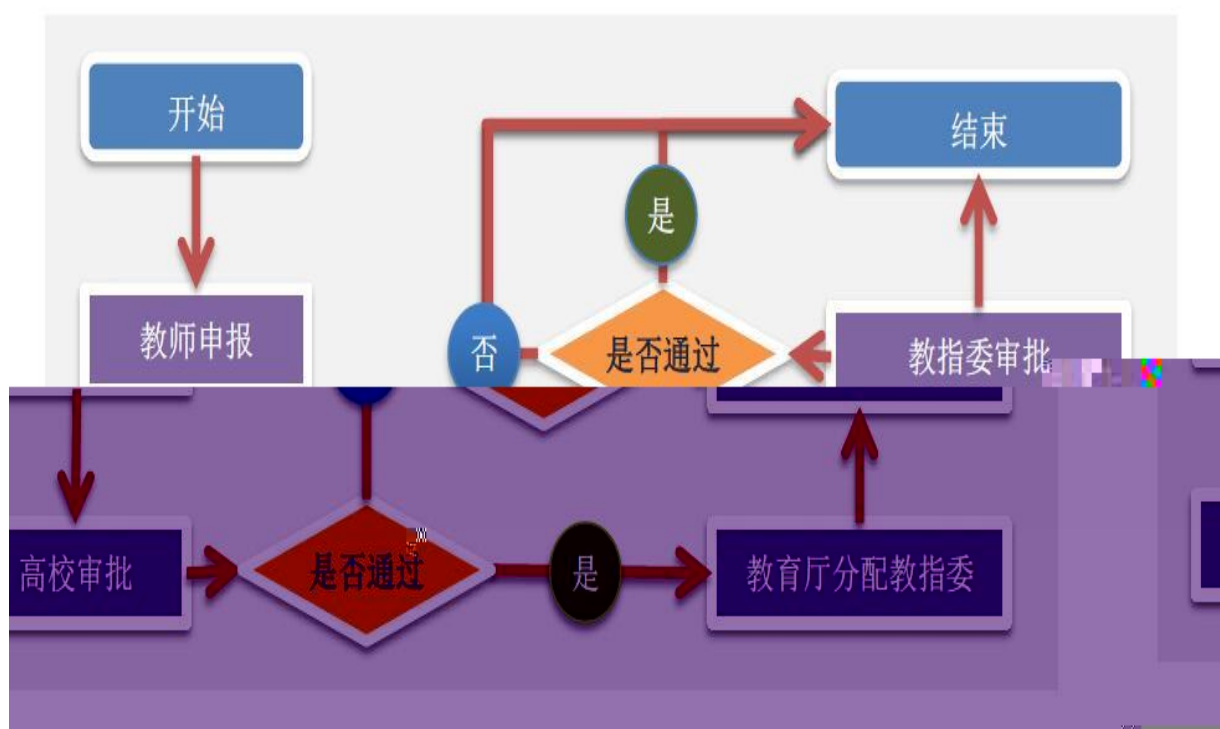 开始
结束
是
教师申报
否
是否通过
教指委审批
高校审批
是否通过
是
教育厅分配教指委